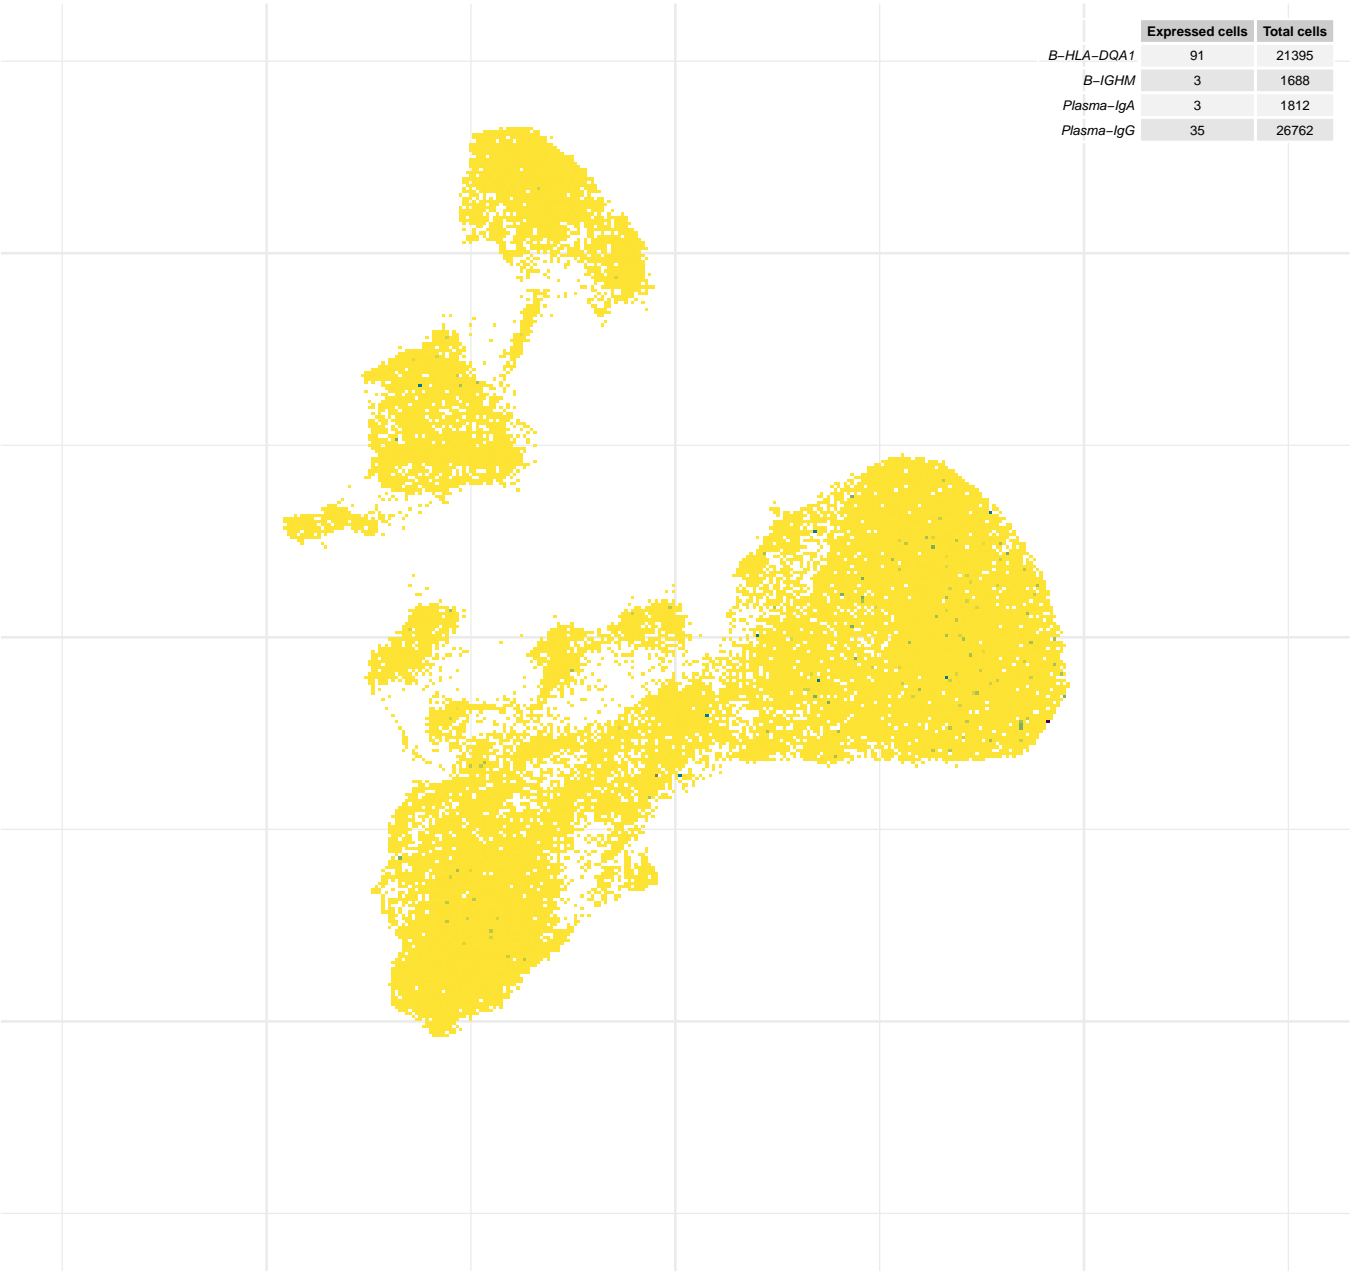 Expressed cells Total cells
B−HLA−DQA1 91 21395
B−IGHM 3 1688
Plasma−IgA 3 1812
Plasma−IgG 35 26762